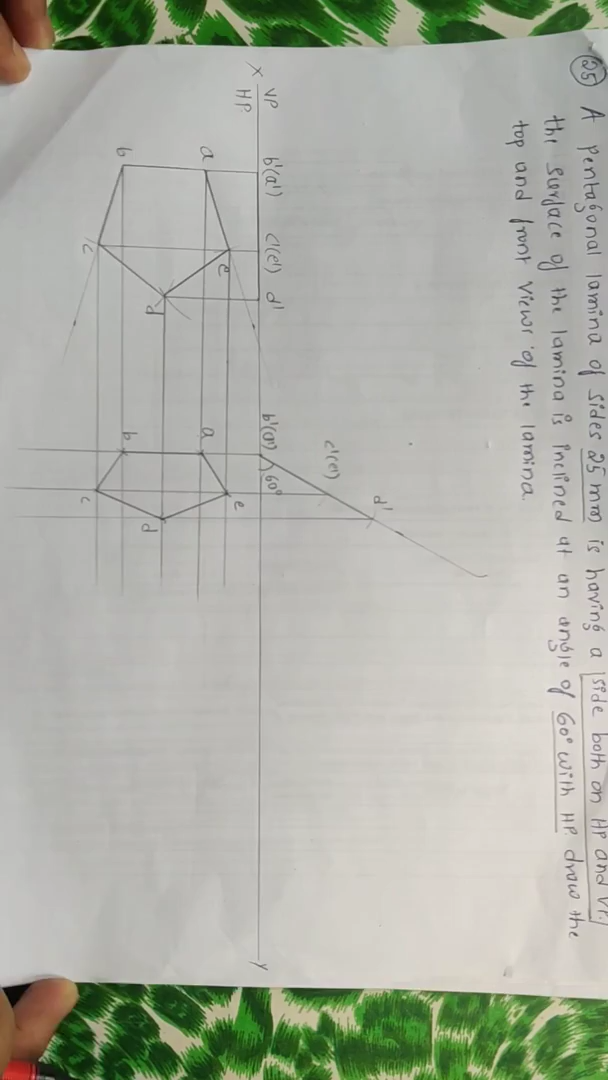 25 A pentagonal lamina of sides 25 mm is having a side both on HP and VP.
the surface of the lamina is inclined at an angle of 60° with HP. draw the
top and front views of the lamina.
X VP
HP
b'(a') c'(e') d'
b'(a') 60° c'(e') d'
Y
a e
b c d
a e
b c d